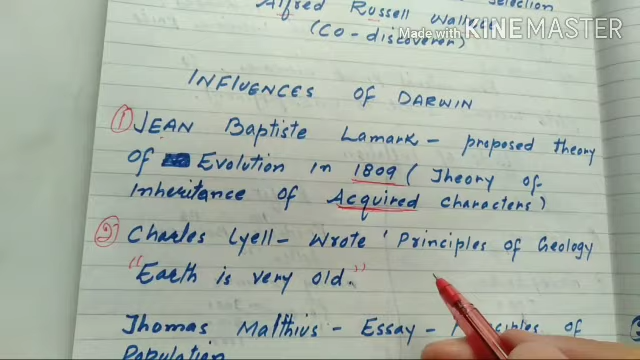 Selection
Alfred Russell Wallace
(Co-discoverer)
Made with KINEMASTER
INFLUENCES OF DARWIN
① JEAN Baptiste Lamark – proposed theory
of Evolution in 1809 (Theory of
inheritance of Acquired characters)
② Charles Lyell – wrote 'Principles of Geology
"Earth is very old."
Thomas Malthius – Essay – Principles of
Population